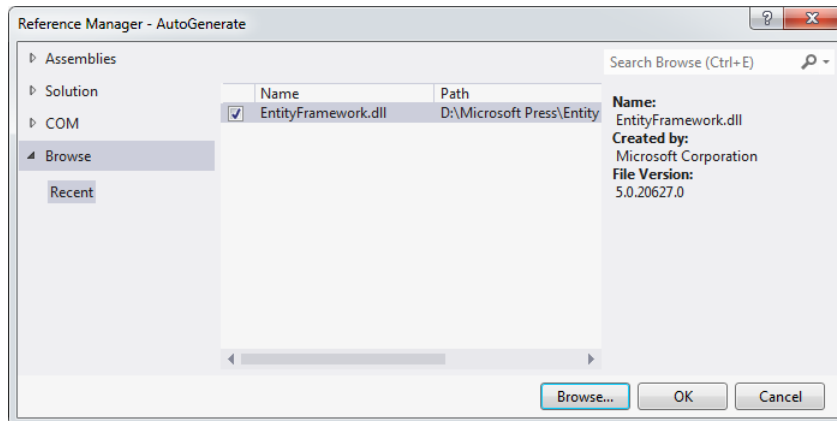 Reference Manager - AutoGenerate
Assemblies
Solution
COM
Browse
Recent
Name Path
EntityFramework.dll D:\Microsoft Press\Entity
Search Browse (Ctrl+E)
Name:
EntityFramework.dll
Created by:
Microsoft Corporation
File Version:
5.0.20627.0
Browse... OK Cancel